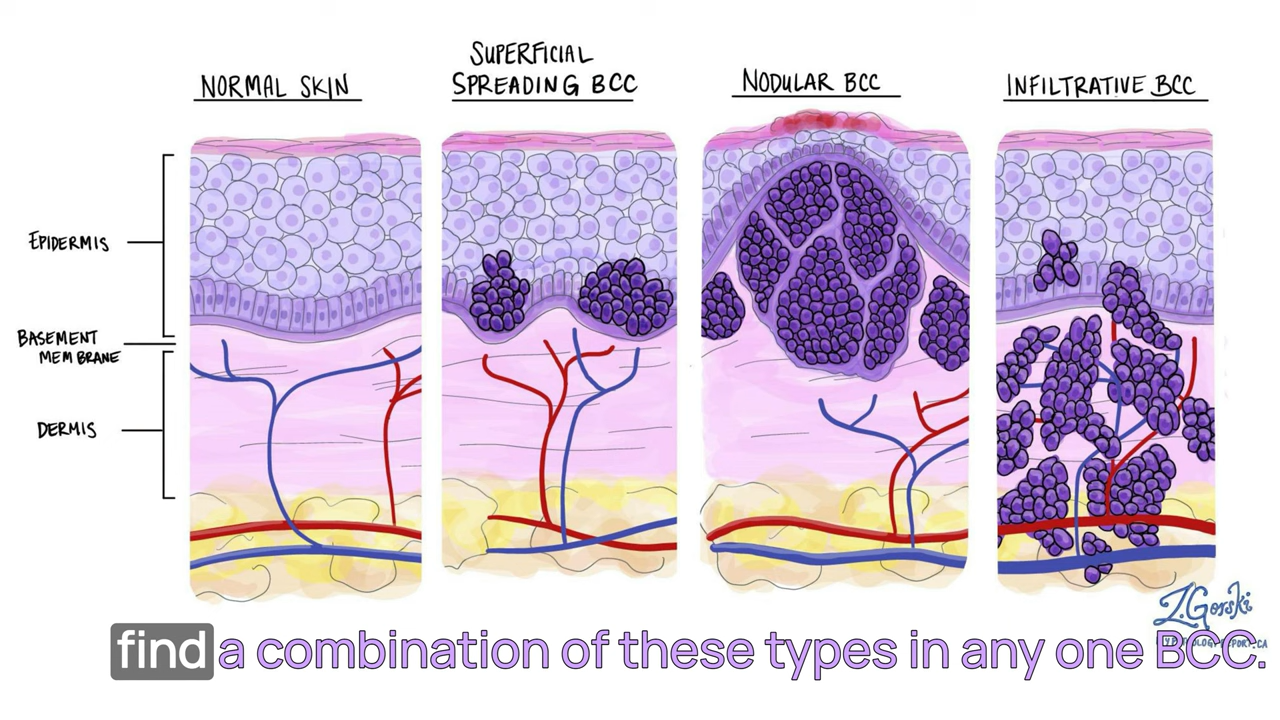 NORMAL SKIN
SUPERFICIAL
SPREADING BCC
NODULAR BCC
INFILTRATIVE BCC
EPIDERMIS
BASEMENT
MEMBRANE
DERMIS
Z.Gorski
find a combination of these types in any one BCC.